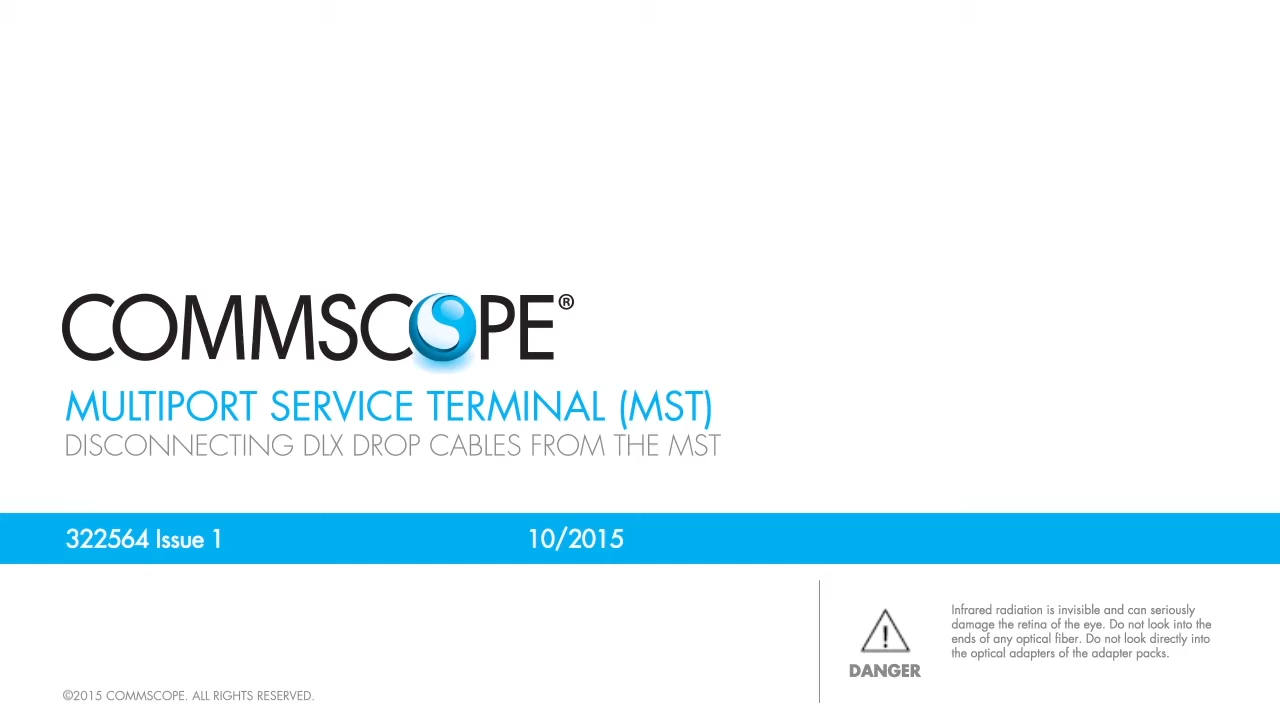 COMMSCOPE®
MULTIPORT SERVICE TERMINAL (MST)
DISCONNECTING DLX DROP CABLES FROM THE MST
322564 Issue 1
10/2015
Infrared radiation is invisible and can seriously
damage the retina of the eye. Do not look into the
ends of any optical fiber. Do not look directly into
the optical adapters of the adapter packs.
!
DANGER
©2015 COMMSCOPE. ALL RIGHTS RESERVED.